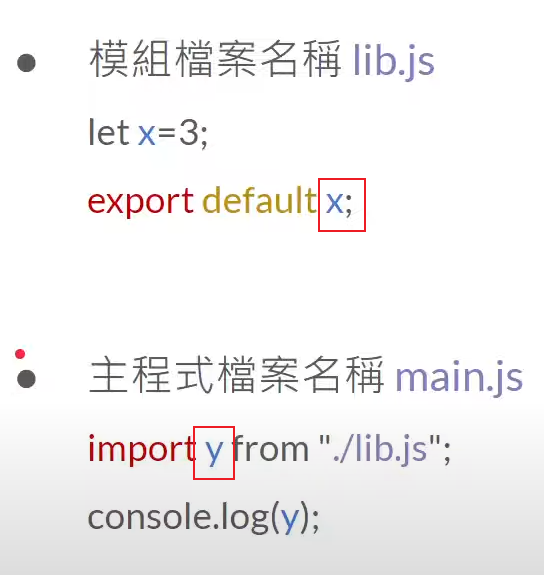 模組檔案名稱 lib.js
let x=3;
export default x;
主程式檔案名稱 main.js
import y from "./lib.js";
console.log(y);